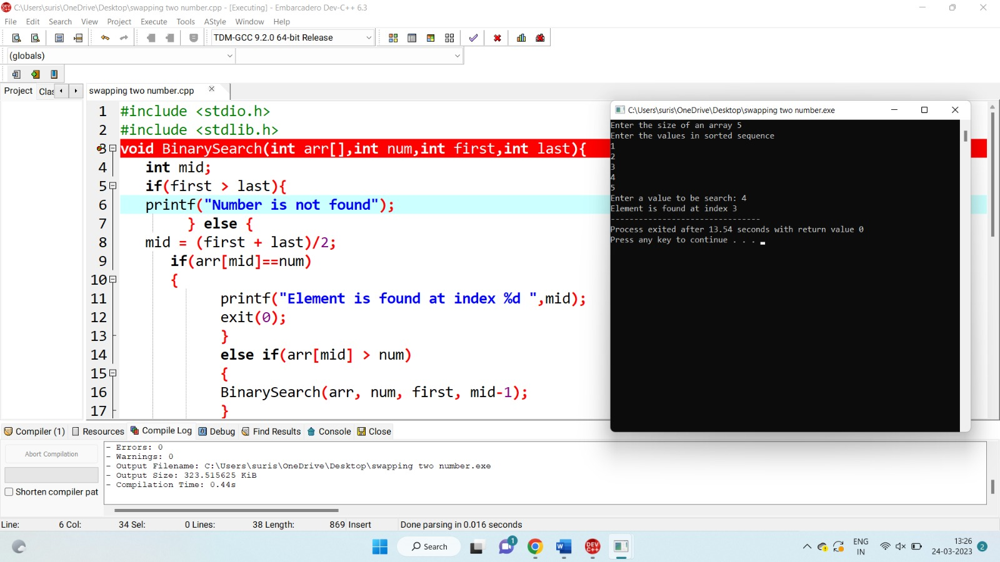 C:\Users\suris\OneDrive\Desktop\swapping two number.cpp - [Executing] - Embarcadero Dev-C++ 6.3
File Edit Search View Project Execute Tools AStyle Window Help
TDM-GCC 9.2.0 64-bit Release
(globals)
Project Clas
swapping two number.cpp
1 #include <stdio.h>
2 #include <stdlib.h>
3 void BinarySearch(int arr[],int num,int first,int last){
4 int mid;
5 if(first > last){
6 printf("Number is not found");
7 } else {
8 mid = (first + last)/2;
9 if(arr[mid]==num)
10 {
11 printf("Element is found at index %d ",mid);
12 exit(0);
13 }
14 else if(arr[mid] > num)
15 {
16 BinarySearch(arr, num, first, mid-1);
17 }
C:\Users\suris\OneDrive\Desktop\swapping two number.exe
Enter the size of an array 5
Enter the values in sorted sequence
1
2
3
4
5
Enter a value to be search: 4
Element is found at index 3
--------------------------------
Process exited after 13.54 seconds with return value 0
Press any key to continue . . .
Compiler (1) Resources Compile Log Debug Find Results Console Close
Abort Compilation
Shorten compiler pat
- Errors: 0
- Warnings: 0
- Output Filename: C:\Users\suris\OneDrive\Desktop\swapping two number.exe
- Output Size: 323.515625 KiB
- Compilation Time: 0.44s
Line: 6 Col: 34 Sel: 0 Lines: 38 Length: 869 Insert Done parsing in 0.016 seconds
Search
1
DEV C++
ENG
IN
13:26
24-03-2023
2